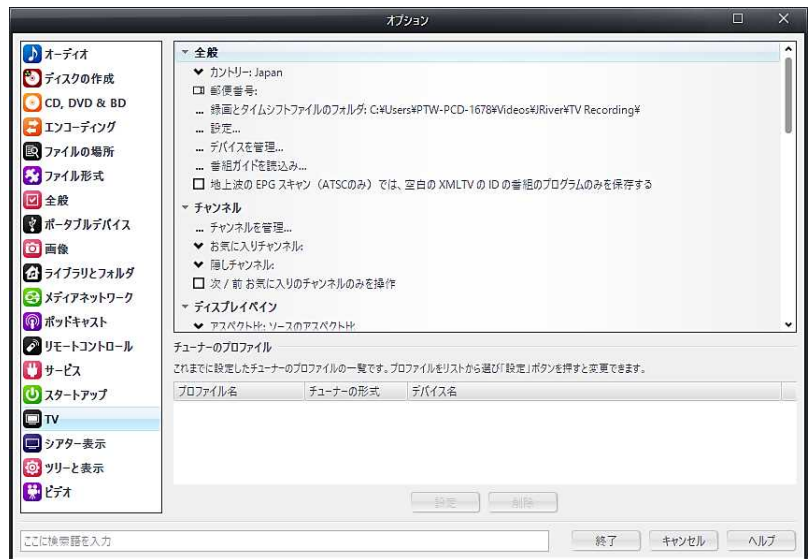 オプション
オーディオ
ディスクの作成
CD, DVD & BD
エンコーディング
ファイルの場所
ファイル形式
全般
ポータブルデバイス
画像
ライブラリとフォルダ
メディアネットワーク
ポッドキャスト
リモートコントロール
サービス
スタートアップ
TV
シアター表示
ツリーと表示
ビデオ
全般
カントリー: Japan
郵便番号:
... 録画とタイムシフトファイルのフォルダ: C:¥Users¥PTW-PCD-1678¥Videos¥JRiver¥TV Recording¥
... 設定...
... デバイスを管理...
... 番組ガイドを読込み...
地上波の EPG スキャン（ATSCのみ）では、空白の XMLTV の ID の番組のプログラムのみを保存する
チャンネル
... チャンネルを管理...
お気に入りチャンネル:
隠しチャンネル:
次 / 前 お気に入りのチャンネルのみを操作
ディスプレイペイン
アスペクト比: ソースのアスペクト比
チューナーのプロファイル
これまでに設定したチューナーのプロファイルの一覧です。プロファイルをリストから選び「設定」ボタンを押すと変更できます。
プロファイル名 チューナーの形式 デバイス名
設定 削除
ここに検索語を入力
終了 キャンセル ヘルプ